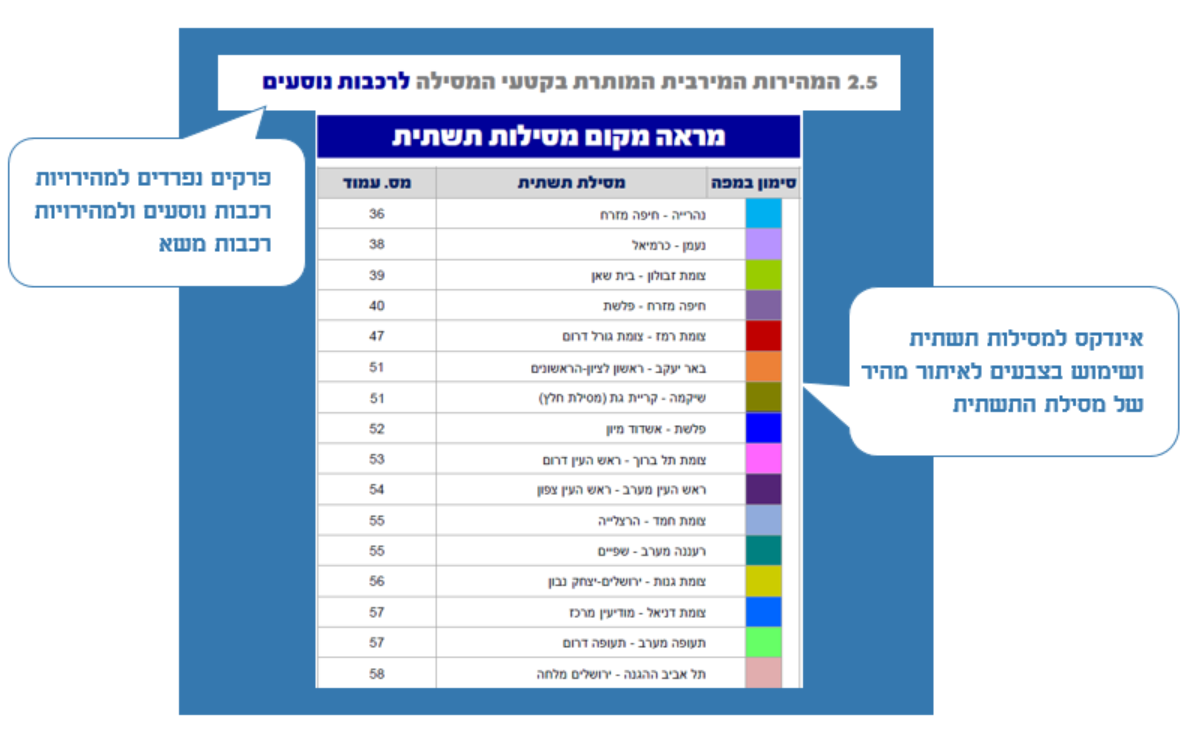 2.5 המהירות המירבית המותרת בקטעי המסילה לרכבות נוסעים
מראה מקום מסילות תשתית
סימון במפה מסילת תשתית מס. עמוד
נהרייה - חיפה מזרח 36
נעמן - כרמיאל 38
צומת זבולון - בית שאן 39
חיפה מזרח - פלשת 40
צומת רמז - צומת גורל דרום 47
באר יעקב - ראשון לציון-הראשונים 51
שיקמה - קריית גת (מסילת חלץ) 51
פלשת - אשדוד מיון 52
צומת תל ברוך - ראש העין דרום 53
ראש העין מערב - ראש העין צפון 54
צומת חמד - הרצלייה 55
רעננה מערב - שפיים 55
צומת גנות - ירושלים-יצחק נבון 56
צומת דניאל - מודיעין מרכז 57
תעופה מערב - תעופה דרום 57
תל אביב ההגנה - ירושלים מלחה 58
פרקים נפרדים למהירויות
רכבות נוסעים ולמהירויות
רכבות משא
אינדקס למסילות תשתית
ושימוש בצבעים לאיתור מהיר
של מסילת התשתית